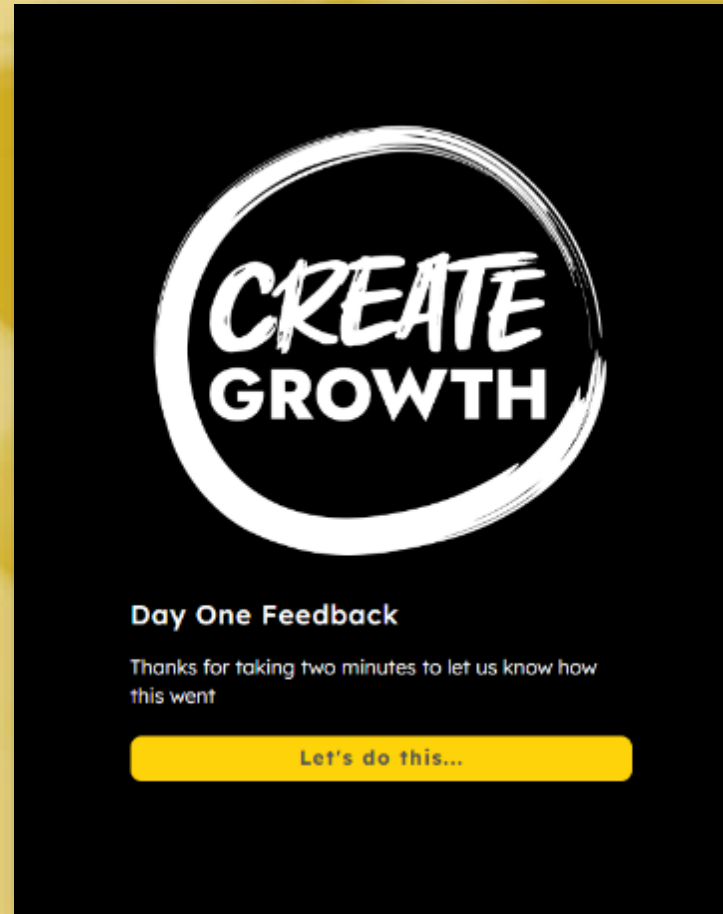 CREATE
GROWTH
Day One Feedback
Thanks for taking two minutes to let us know how
this went
Let's do this...